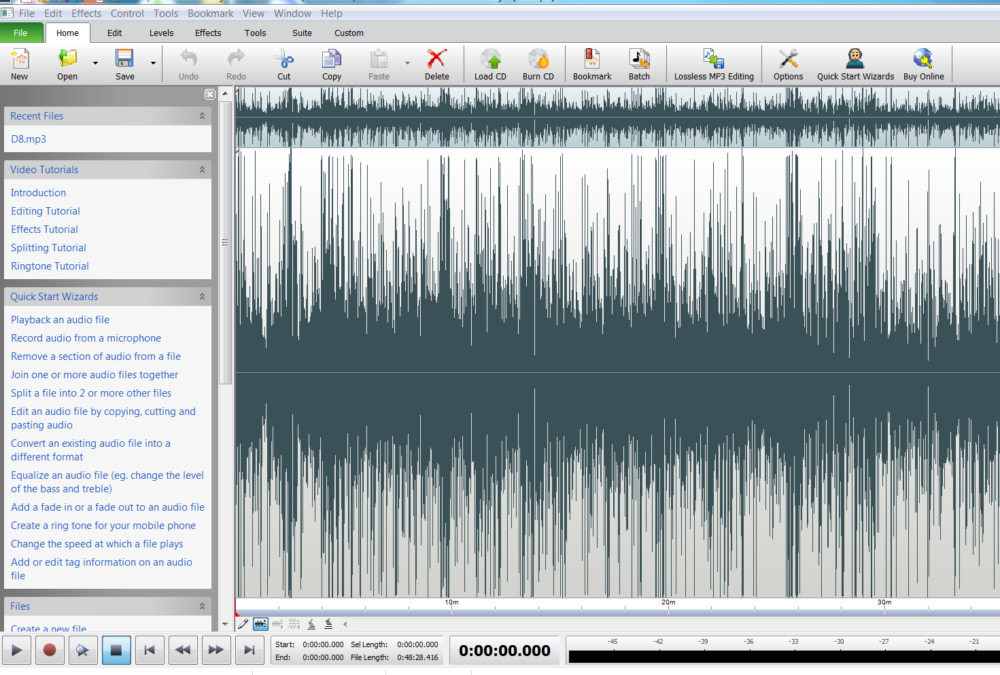 File Edit Effects Control Tools Bookmark View Window Help
File Home Edit Levels Effects Tools Suite Custom
New Open Save Undo Redo Cut Copy Paste Delete Load CD Burn CD Bookmark Batch Lossless MP3 Editing Options Quick Start Wizards Buy Online
Recent Files
D8.mp3
Video Tutorials
Introduction
Editing Tutorial
Effects Tutorial
Splitting Tutorial
Ringtone Tutorial
Quick Start Wizards
Playback an audio file
Record audio from a microphone
Remove a section of audio from a file
Join one or more audio files together
Split a file into 2 or more other files
Edit an audio file by copying, cutting and
pasting audio
Convert an existing audio file into a
different format
Equalize an audio file (eg. change the level
of the bass and treble)
Add a fade in or a fade out to an audio file
Create a ring tone for your mobile phone
Change the speed at which a file plays
Add or edit tag information on an audio
file
Files
Create a new file
10m 20m 30m
Start: 0:00:00.000 Sel Length: 0:00:00.000
End: 0:00:00.000 File Length: 0:48:28.416
0:00:00.000
-45 -42 -39 -36 -33 -30 -27 -24 -21